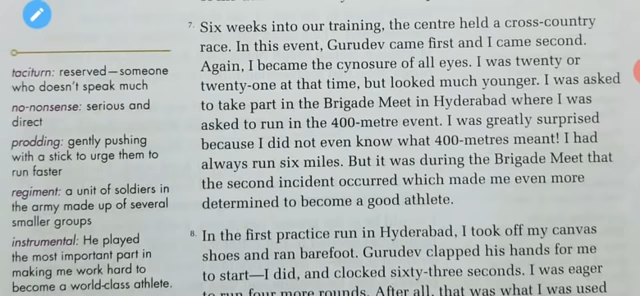 taciturn: reserved—someone
who doesn't speak much
no-nonsense: serious and
direct
prodding: gently pushing
with a stick to urge them to
run faster
regiment: a unit of soldiers in
the army made up of several
smaller groups
instrumental: He played
the most important part in
making me work hard to
become a world-class athlete.
7. Six weeks into our training, the centre held a cross-country
race. In this event, Gurudev came first and I came second.
Again, I became the cynosure of all eyes. I was twenty or
twenty-one at that time, but looked much younger. I was asked
to take part in the Brigade Meet in Hyderabad where I was
asked to run in the 400-metre event. I was greatly surprised
because I did not even know what 400-metres meant! I had
always run six miles. But it was during the Brigade Meet that
the second incident occurred which made me even more
determined to become a good athlete.
8. In the first practice run in Hyderabad, I took off my canvas
shoes and ran barefoot. Gurudev clapped his hands for me
to start—I did, and clocked sixty-three seconds. I was eager
to run four more rounds. After all, that was what I was used